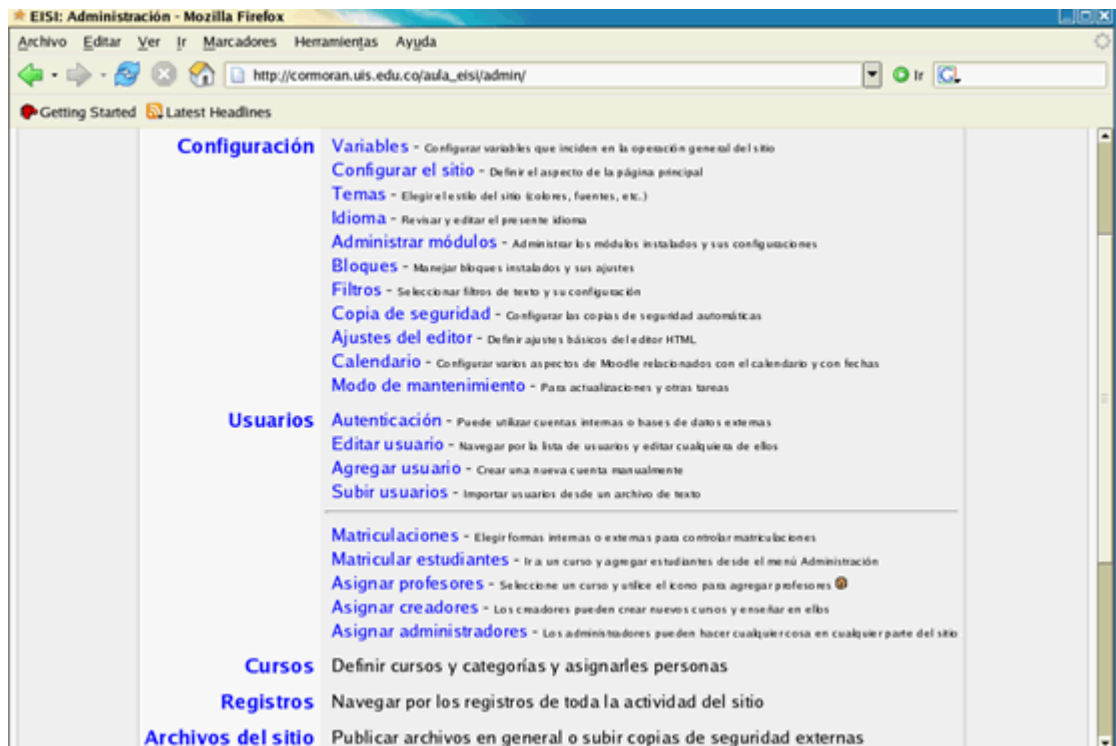 EISI: Administración - Mozilla Firefox
Archivo Editar Ver Ir Marcadores Herramientas Ayuda
http://cormoran.uis.edu.co/aula_eisi/admin/ Ir G
Getting Started Latest Headlines
Configuración Variables - Configurar variables que inciden en la operación general del sitio
Configurar el sitio - Definir el aspecto de la página principal
Temas - Elegir el estilo del sitio (colores, fuentes, etc.)
Idioma - Revisar y editar el presente idioma
Administrar módulos - Administrar los módulos instalados y sus configuraciones
Bloques - Manejar bloques instalados y sus ajustes
Filtros - Seleccionar filtros de texto y su configuración
Copia de seguridad - Configurar las copias de seguridad automáticas
Ajustes del editor - Definir ajustes básicos del editor HTML
Calendario - Configurar varios aspectos de Moodle relacionados con el calendario y con fechas
Modo de mantenimiento - Para actualizaciones y otras tareas
Usuarios Autenticación - Puede utilizar cuentas internas o bases de datos externas
Editar usuario - Navegar por la lista de usuarios y editar cualquiera de ellos
Agregar usuario - Crear una nueva cuenta manualmente
Subir usuarios - Importar usuarios desde un archivo de texto
Matriculaciones - Elegir formas internas o externas para controlar matriculaciones
Matricular estudiantes - Ir a un curso y agregar estudiantes desde el menú Administración
Asignar profesores - Seleccione un curso y utilice el icono para agregar profesores
Asignar creadores - Los creadores pueden crear nuevos cursos y enseñar en ellos
Asignar administradores - Los administradores pueden hacer cualquier cosa en cualquier parte del sitio
Cursos Definir cursos y categorías y asignarles personas
Registros Navegar por los registros de toda la actividad del sitio
Archivos del sitio Publicar archivos en general o subir copias de seguridad externas